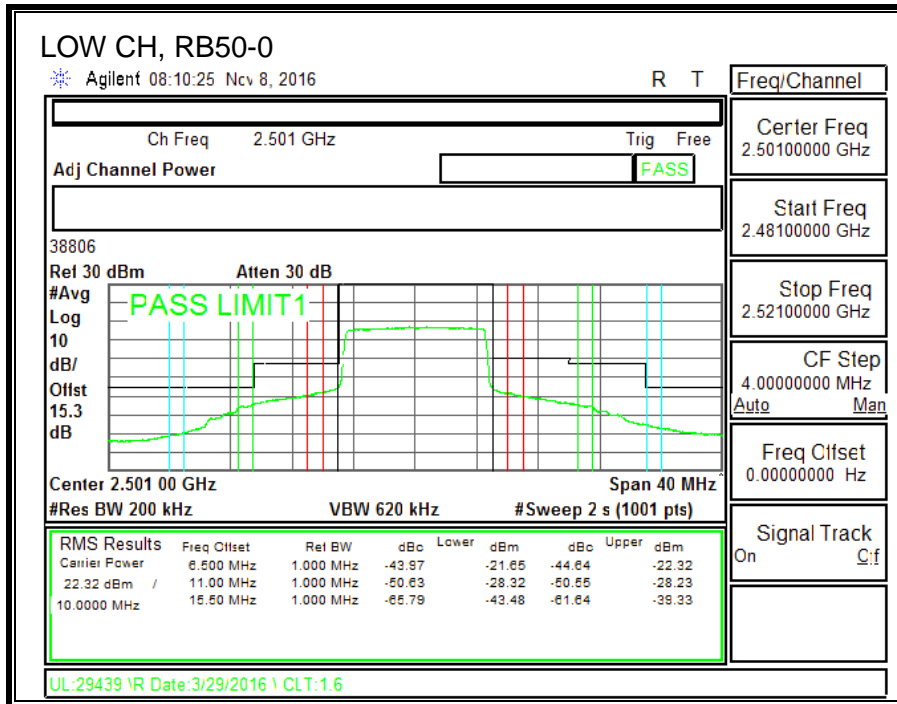 LOW CH, RB50-0
Agilent 08:10:25 Nov 8, 2016 R T
Freq/Channel
Ch Freq 2.501 GHz Trig Free
Adj Channel Power PASS
Center Freq
2.50100000 GHz
Start Freq
2.48100000 GHz
Stop Freq
2.52100000 GHz
CF Step
4.00000000 MHz
Auto Man
Freq Offset
0.00000000 Hz
Signal Track
On Off
38806
Ref 30 dBm Atten 30 dB
#Avg
Log
10
dB/
Offst
15.3
dB
PASS LIMIT1
Center 2.501 00 GHz Span 40 MHz
#Res BW 200 kHz VBW 620 kHz #Sweep 2 s (1001 pts)
RMS Results Freq Offset Ref BW dBc Lower dBm dBc Upper dBm
Carrier Power 6.500 MHz 1.000 MHz -43.97 -21.65 -44.64 -22.32
22.32 dBm / 11.00 MHz 1.000 MHz -50.63 -28.32 -50.55 -28.23
10.0000 MHz 15.50 MHz 1.000 MHz -65.79 -43.48 -61.64 -39.33
UL:29439 \R Date:3/29/2016 \ CLT:1.6